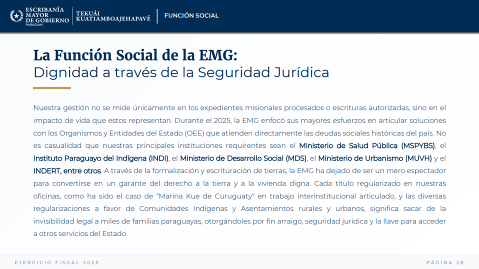 ESCRIBANÍA
MAYOR
DE GOBIERNO
PARAGUAY
TEKUÁI
KUATIAMBOAJEHAPAVẼ
FUNCIÓN SOCIAL
La Función Social de la EMG:
Dignidad a través de la Seguridad Jurídica
Nuestra gestión no se mide únicamente en los expedientes misionales procesados o escrituras autorizadas, sino en el
impacto de vida que estos representan. Durante el 2025, la EMG enfocó sus mayores esfuerzos en articular soluciones
con los Organismos y Entidades del Estado (OEE) que atienden directamente las deudas sociales históricas del país. No
es casualidad que nuestras principales instituciones requirentes sean el Ministerio de Salud Pública (MSPYBS), el
Instituto Paraguayo del Indígena (INDI), el Ministerio de Desarrollo Social (MDS), el Ministerio de Urbanismo (MUVH) y el
INDERT, entre otros. A través de la formalización y escrituración de tierras, la EMG ha dejado de ser un mero espectador
para convertirse en un garante del derecho a la tierra y a la vivienda digna. Cada título regularizado en nuestras
oficinas, como ha sido el caso de "Marina Kue de Curuguaty" en trabajo interinstitucional articulado, y las diversas
regularizaciones a favor de Comunidades Indígenas y Asentamientos rurales y urbanos, significa sacar de la
invisibilidad legal a miles de familias paraguayas, otorgándoles por fin arraigo, seguridad jurídica y la llave para acceder
a otros servicios del Estado.
EJERCICIO FISCAL 2025
PÁGINA 28